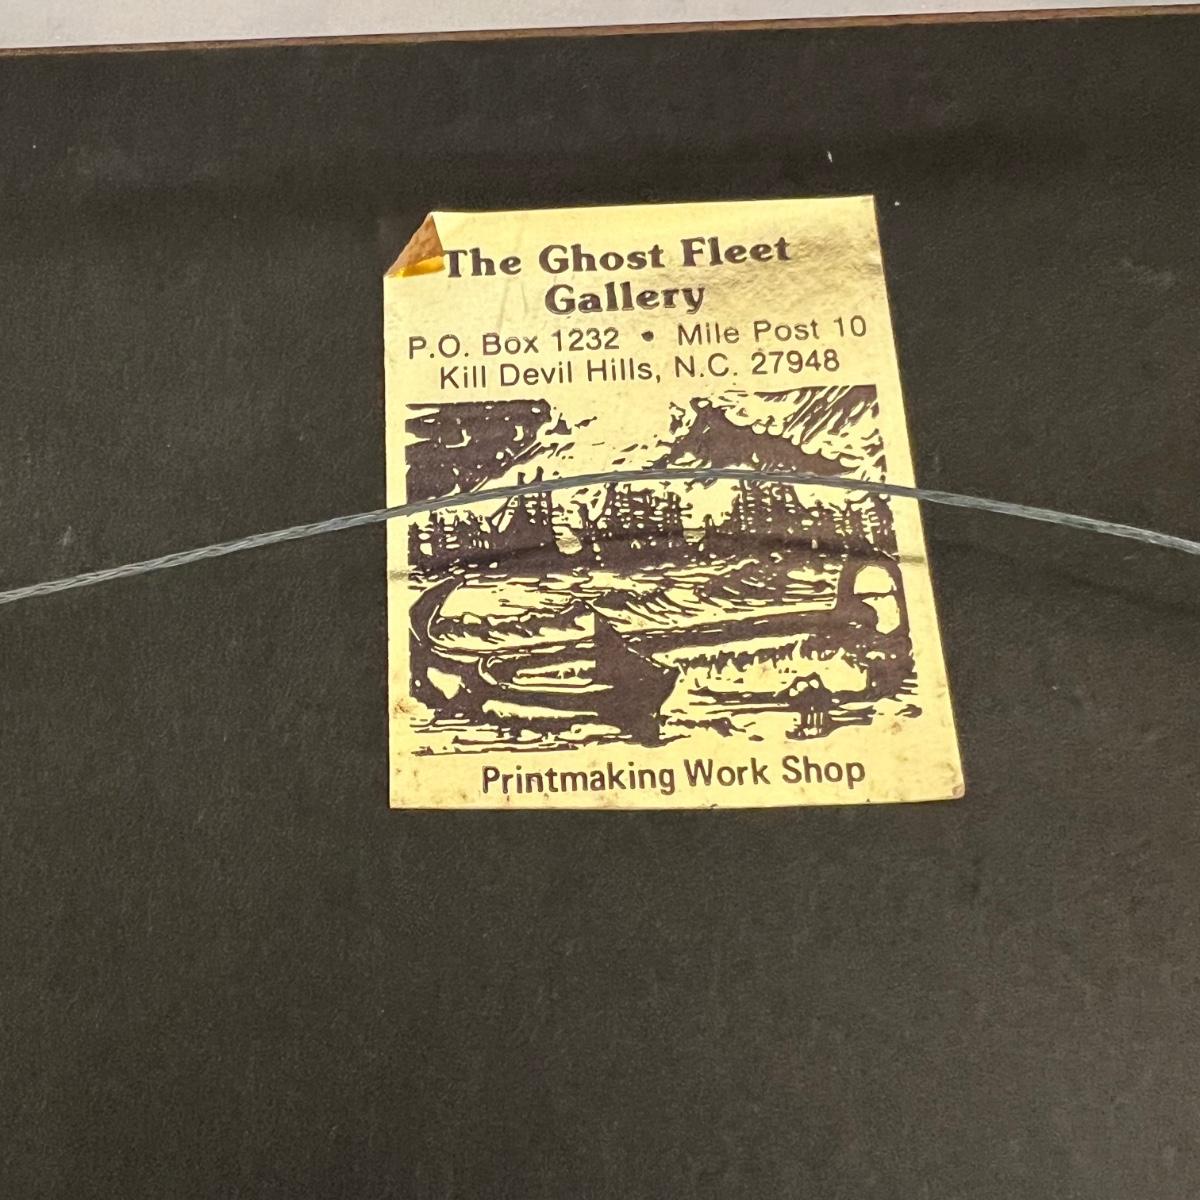 The Ghost Fleet
Gallery
P.O. Box 1232 • Mile Post 10
Kill Devil Hills, N.C. 27948
Printmaking Work Shop